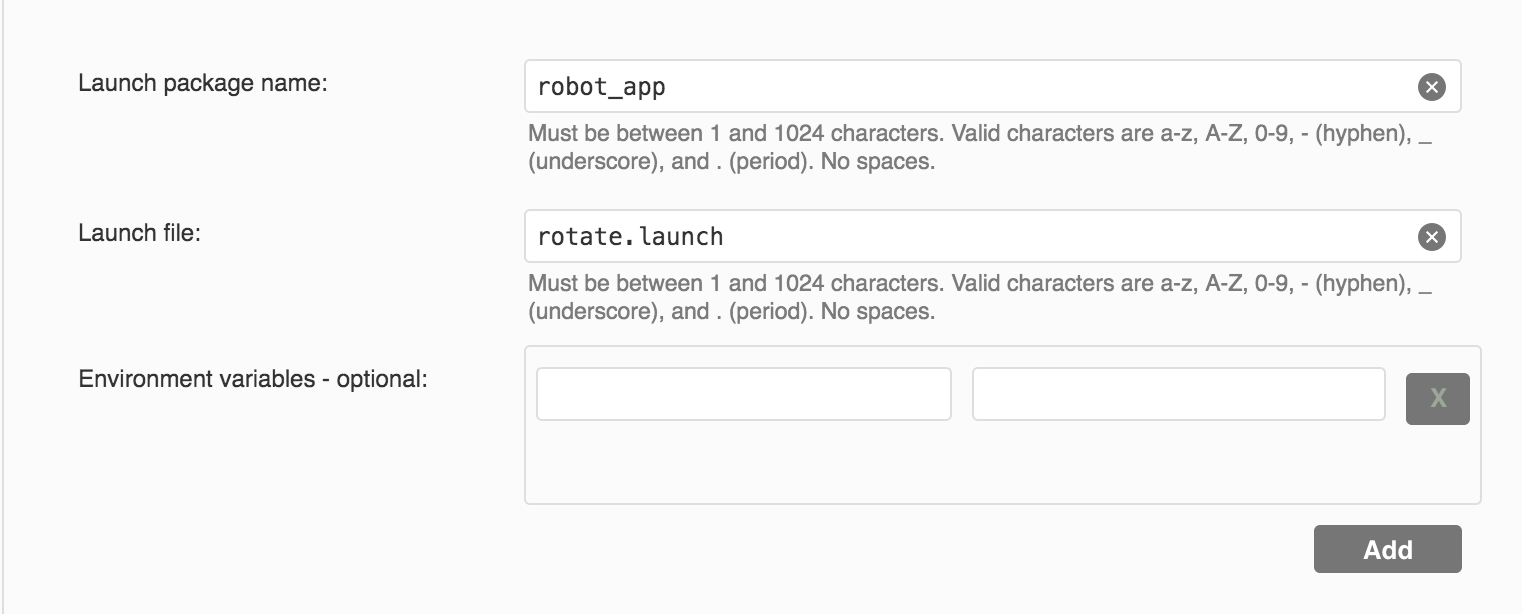 Launch package name:
robot_app
Must be between 1 and 1024 characters. Valid characters are a-z, A-Z, 0-9, - (hyphen), _
(underscore), and . (period). No spaces.
Launch file:
rotate.launch
Must be between 1 and 1024 characters. Valid characters are a-z, A-Z, 0-9, - (hyphen), _
(underscore), and . (period). No spaces.
Environment variables - optional:
X
Add